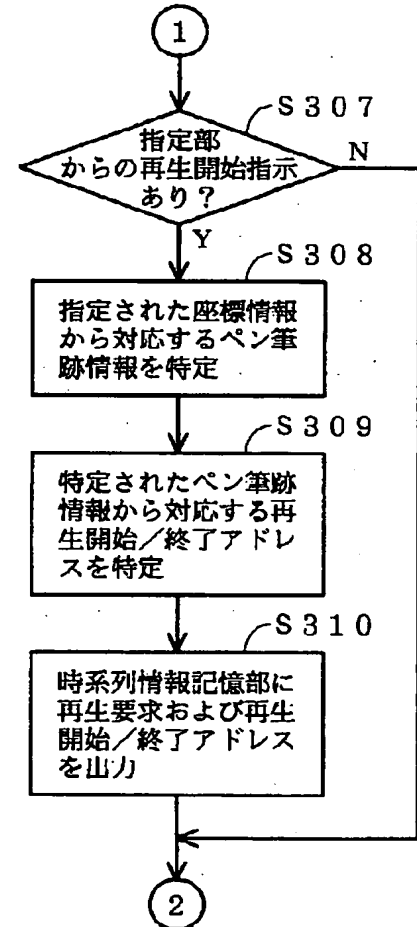 1
S307
指定部
からの再生開始指示
あり?
N
Y
S308
指定された座標情報
から対応するペン筆
跡情報を特定
S309
特定されたペン筆跡
情報から対応する再
生開始/終了アドレ
スを特定
S310
時系列情報記憶部に
再生要求および再生
開始/終了アドレス
を出力
2